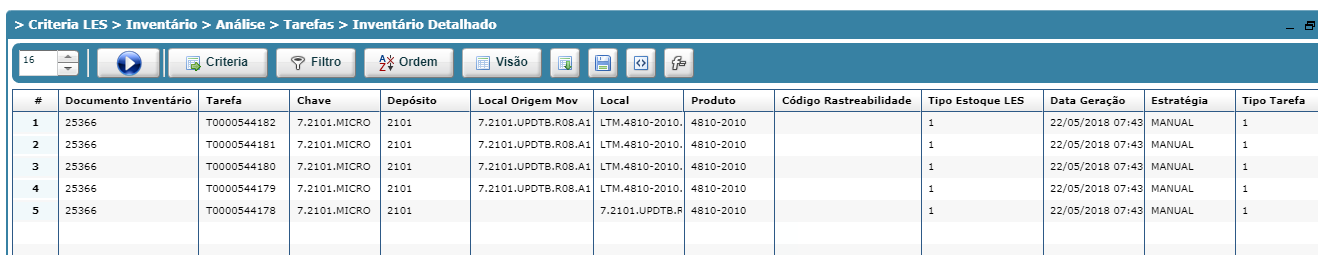 > Criteria LES > Inventário > Análise > Tarefas > Inventário Detalhado
16 Criteria Filtro Ordem Visão
# Documento Inventário Tarefa Chave Depósito Local Origem Mov Local Produto Código Rastreabilidade Tipo Estoque LES Data Geração Estratégia Tipo Tarefa
1 25366 T0000544182 7.2101.MICRO 2101 7.2101.UPDTB.R08.A1 LTM.4810-2010. 4810-2010 1 22/05/2018 07:43 MANUAL 1
2 25366 T0000544181 7.2101.MICRO 2101 7.2101.UPDTB.R08.A1 LTM.4810-2010. 4810-2010 1 22/05/2018 07:43 MANUAL 1
3 25366 T0000544180 7.2101.MICRO 2101 7.2101.UPDTB.R08.A1 LTM.4810-2010. 4810-2010 1 22/05/2018 07:43 MANUAL 1
4 25366 T0000544179 7.2101.MICRO 2101 7.2101.UPDTB.R08.A1 LTM.4810-2010. 4810-2010 1 22/05/2018 07:43 MANUAL 1
5 25366 T0000544178 7.2101.MICRO 2101 7.2101.UPDTB.R 4810-2010 1 22/05/2018 07:43 MANUAL 1